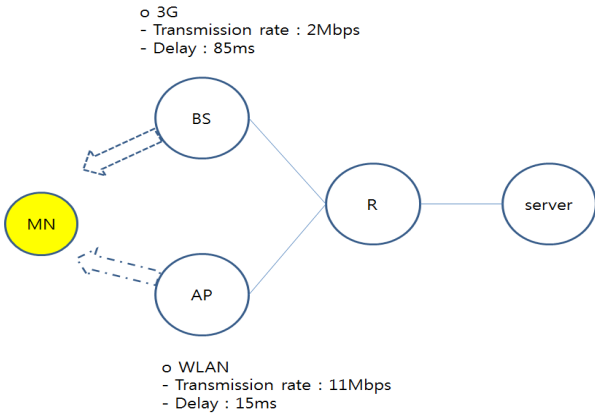 o 3G
- Transmission rate : 2Mbps
- Delay : 85ms
BS
MN
R
server
AP
o WLAN
- Transmission rate : 11Mbps
- Delay : 15ms